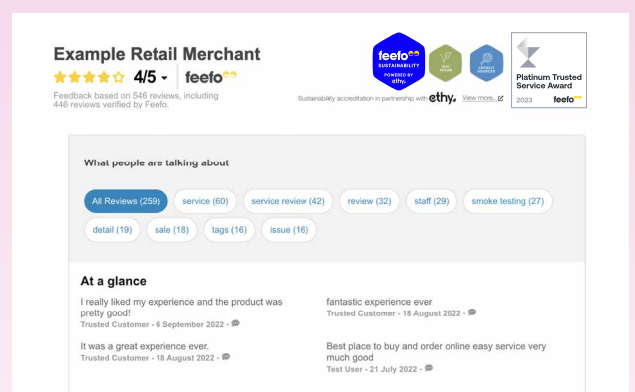 Example Retail Merchant
4/5
feefo
Feedback based on 546 reviews, including
446 reviews verified by Feefo.
feefo
SUSTAINABILITY
POWERED BY
ethy.
LOCALLY
SOURCED
Sustainability accreditation in partnership with ethy. View more..
Platinum Trusted
Service Award
2023 feefo
What people are talking about
All Reviews (259) service (60) service review (42) review (32) staff (29) smoke testing (27)
detail (19) sale (18) tags (16) issue (16)
At a glance
I really liked my experience and the product was
pretty good!
Trusted Customer - 6 September 2022 -
fantastic experience ever
Trusted Customer - 18 August 2022 -
It was a great experience ever.
Trusted Customer - 18 August 2022 -
Best place to buy and order online easy service very
much good
Test User - 21 July 2022 -